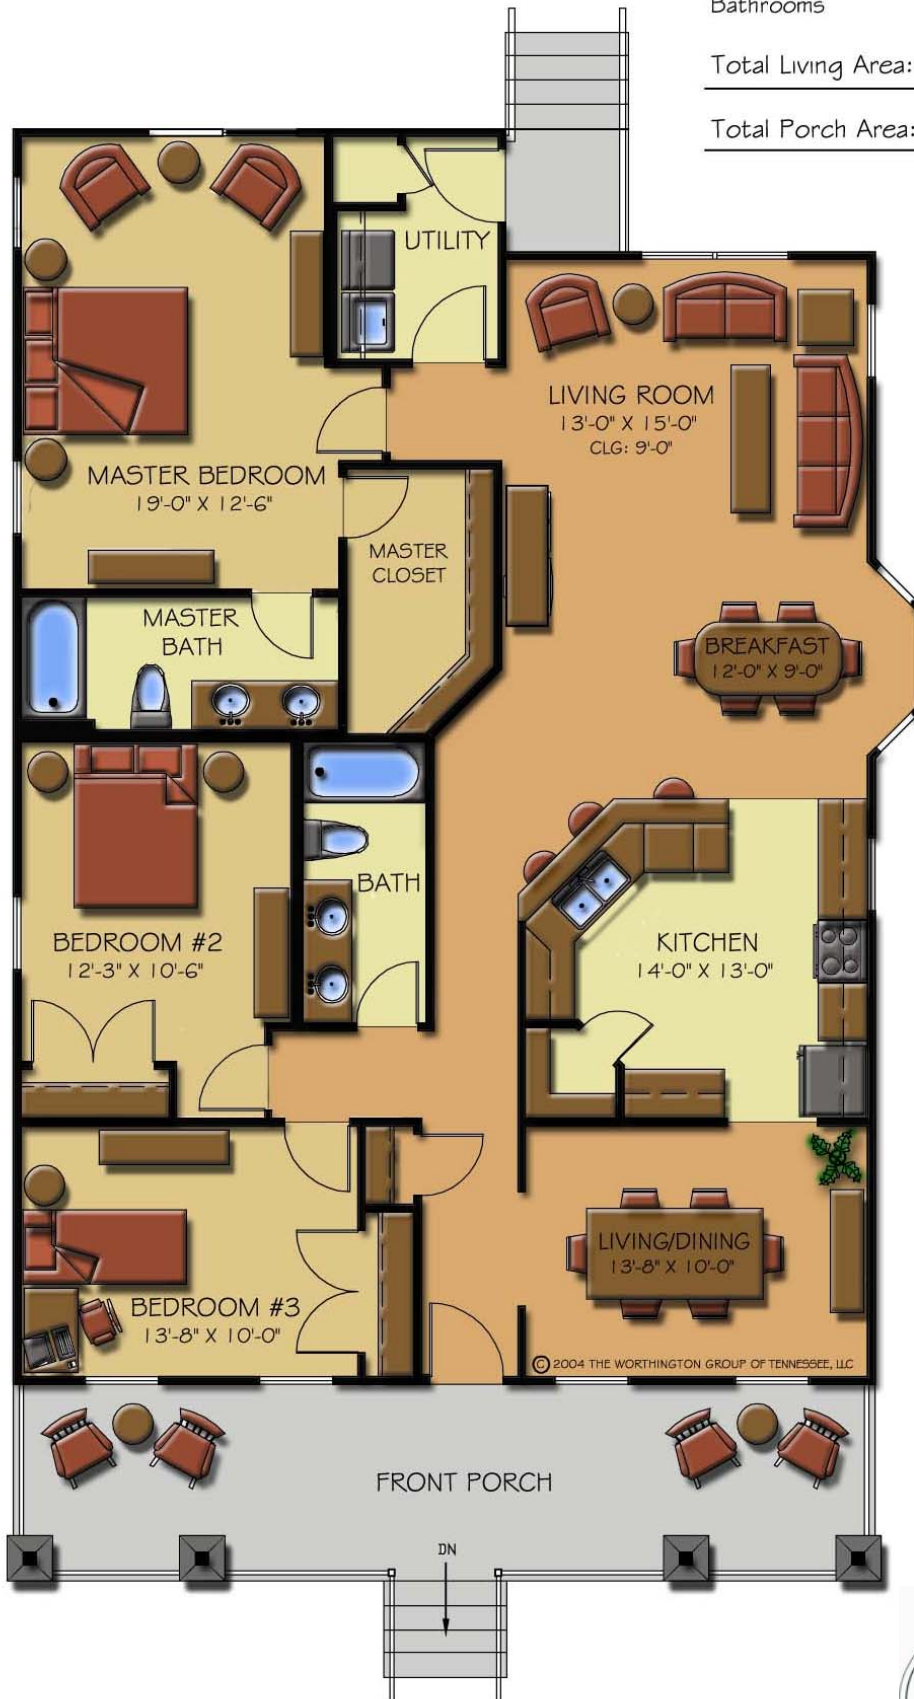 Bathrooms
Total Living Area:
Total Porch Area:
UTILITY
LIVING ROOM
13'-0" X 15'-0"
CLG: 9'-0"
MASTER BEDROOM
19'-0" X 12'-6"
MASTER
CLOSET
MASTER
BATH
BREAKFAST
12'-0" X 9'-0"
BATH
BEDROOM #2
12'-3" X 10'-6"
KITCHEN
14'-0" X 13'-0"
LIVING/DINING
13'-8" X 10'-0"
BEDROOM #3
13'-8" X 10'-0"
© 2004 THE WORTHINGTON GROUP OF TENNESSEE, LLC
FRONT PORCH
DN